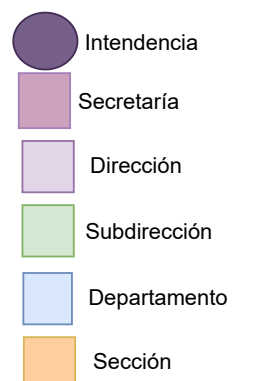 Intendencia
Secretaría
Dirección
Subdirección
Departamento
Sección